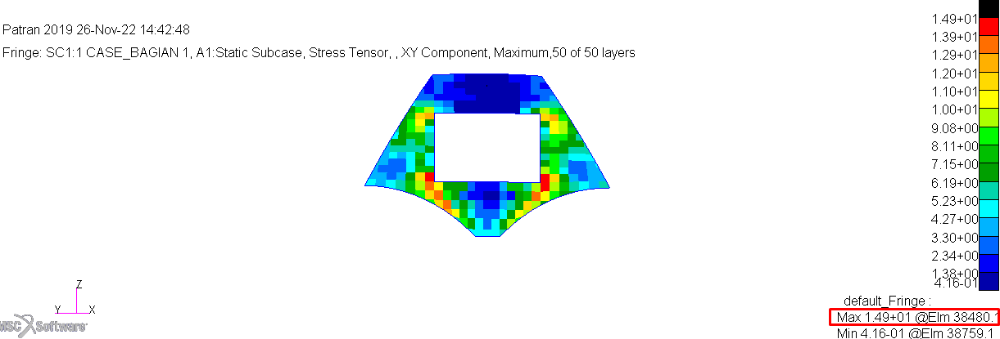 Patran 2019 26-Nov-22 14:42:48
Fringe: SC1:1 CASE_BAGIAN 1, A1:Static Subcase, Stress Tensor, , XY Component, Maximum,50 of 50 layers
1.49+01
1.39+01
1.29+01
1.20+01
1.10+01
1.00+01
9.08+00
8.11+00
7.15+00
6.19+00
5.23+00
4.27+00
3.30+00
2.34+00
1.38+00
4.16-01
default_Fringe :
Max 1.49+01 @Elm 38480.1
Min 4.16-01 @Elm 38759.1
Z
Y X
MSC Software